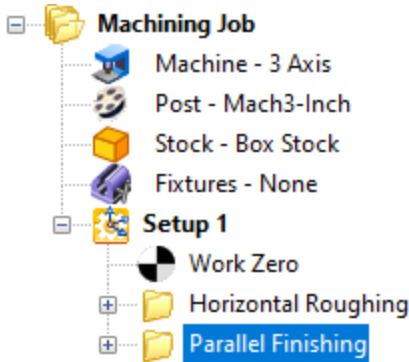 Machining Job
Machine - 3 Axis
Post - Mach3-Inch
Stock - Box Stock
Fixtures - None
Setup 1
Work Zero
Horizontal Roughing
Parallel Finishing